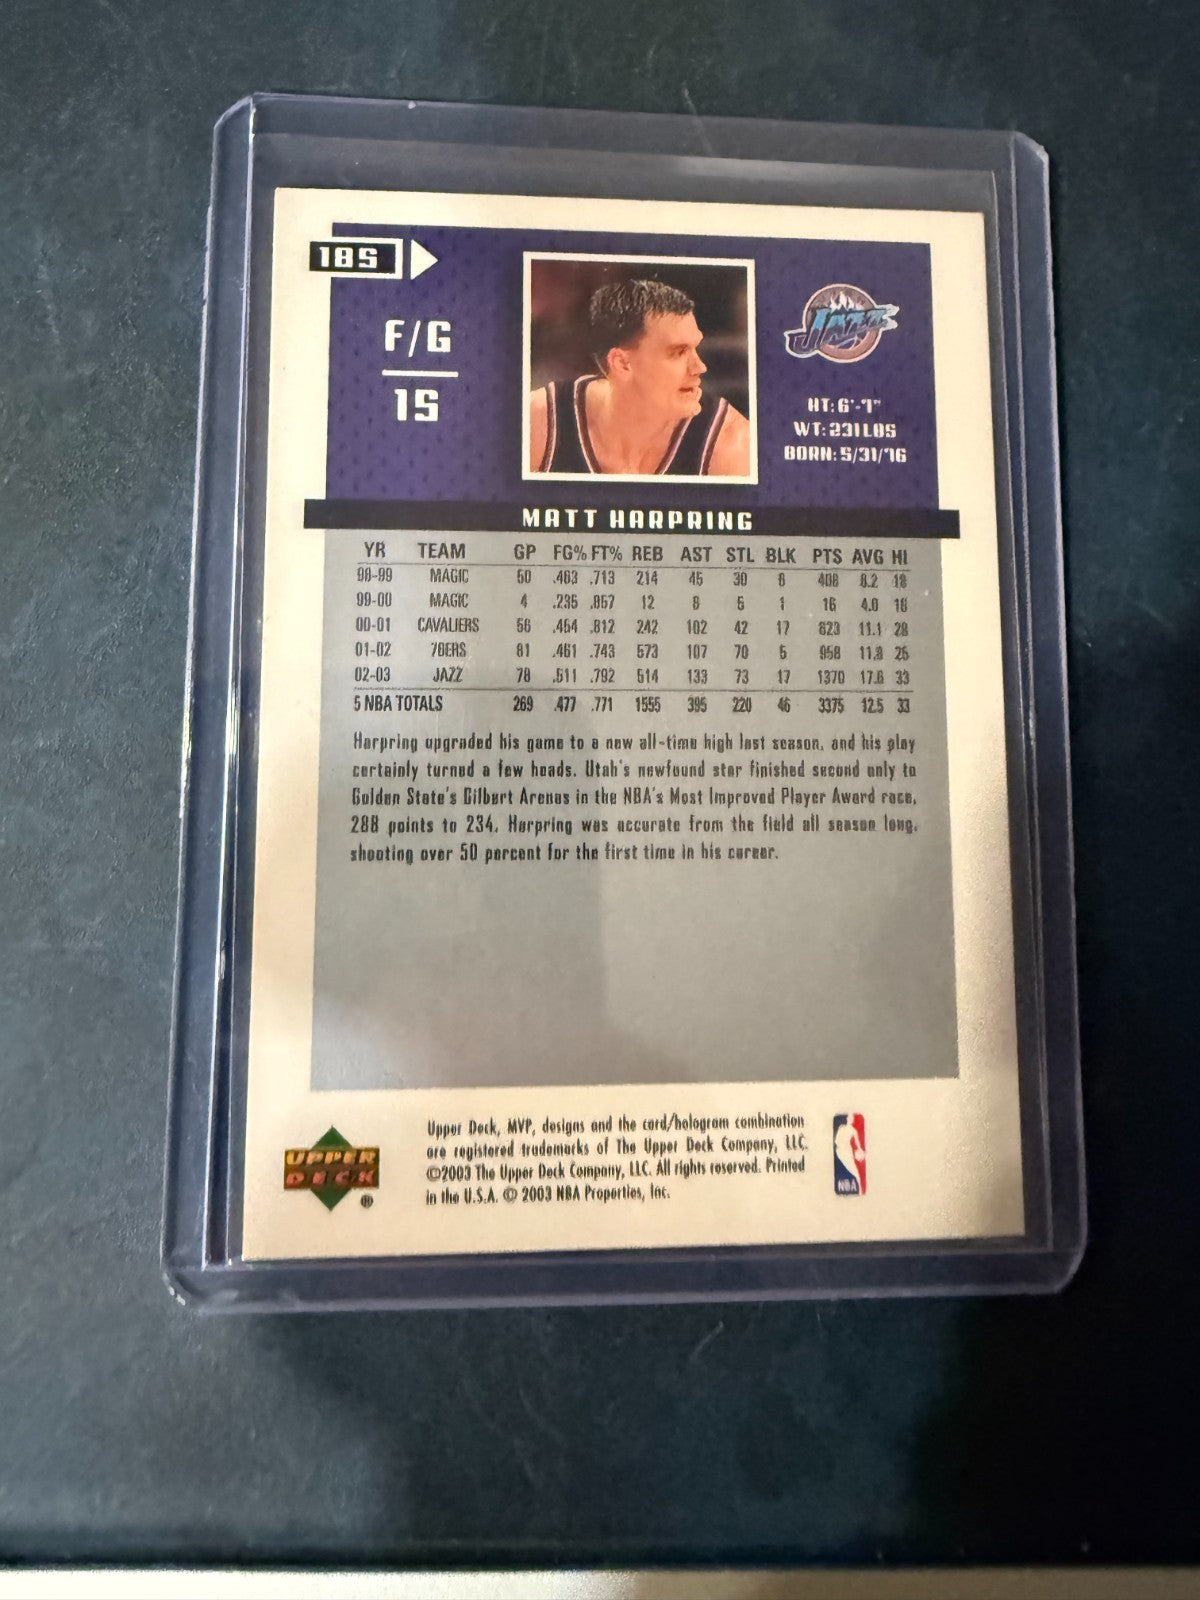 185
F/G
15
JAZZ
HT: 6'-7"
WT: 231 LBS
BORN: 5/31/76
MATT HARPRING
YR TEAM GP FG% FT% REB AST STL BLK PTS AVG HI
98-99 MAGIC 50 .463 .713 214 45 30 6 408 8.2 18
99-00 MAGIC 4 .235 .857 12 8 5 1 16 4.0 16
00-01 CAVALIERS 56 .454 .812 242 102 42 17 623 11.1 28
01-02 76ERS 81 .461 .743 573 107 70 5 958 11.8 25
02-03 JAZZ 78 .511 .792 514 133 73 17 1370 17.6 33
5 NBA TOTALS 269 .477 .771 1555 395 220 46 3375 12.5 33
Harpring upgraded his game to a new all-time high last season, and his play
certainly turned a few heads. Utah's newfound star finished second only to
Golden State's Gilbert Arenas in the NBA's Most Improved Player Award race,
288 points to 234. Harpring was accurate from the field all season long,
shooting over 50 percent for the first time in his career.
Upper Deck, MVP, designs and the card/hologram combination
are registered trademarks of The Upper Deck Company, LLC.
©2003 The Upper Deck Company, LLC. All rights reserved. Printed
in the U.S.A. © 2003 NBA Properties, Inc.
UPPER
DECK
®
NBA